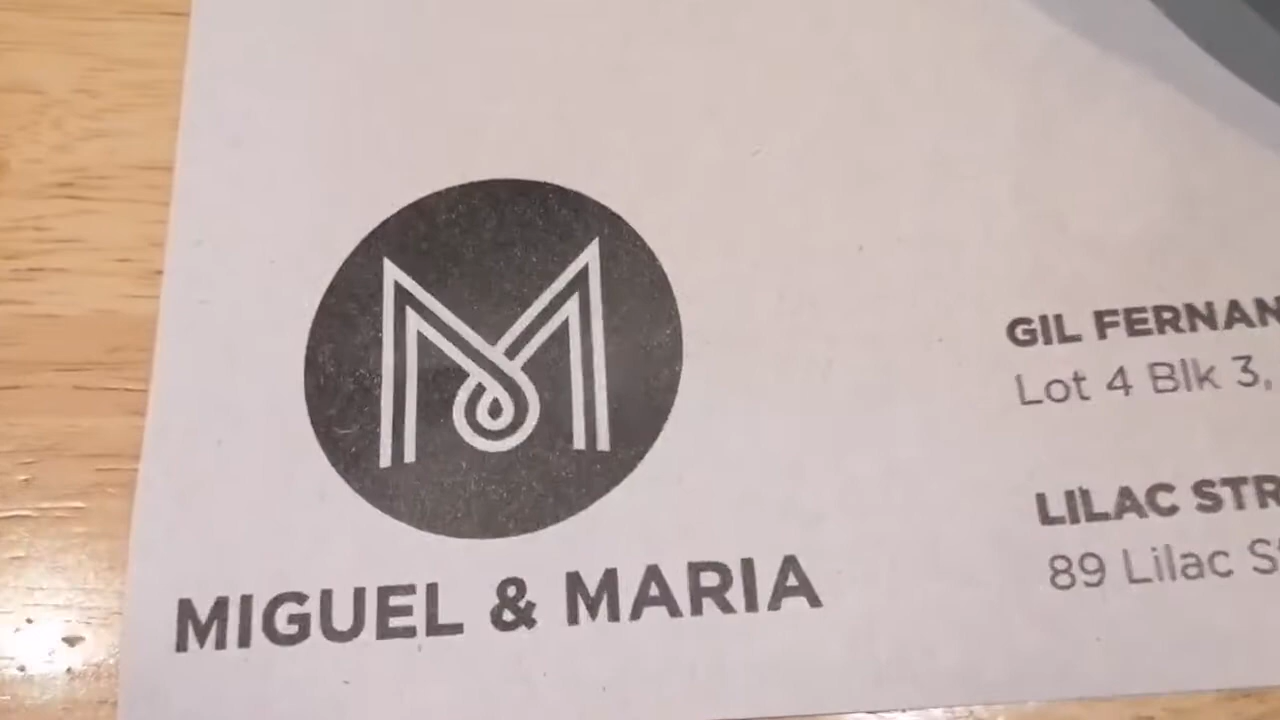 M
MIGUEL & MARIA
GIL FERNAN
Lot 4 Blk 3,
LILAC STR
89 Lilac S